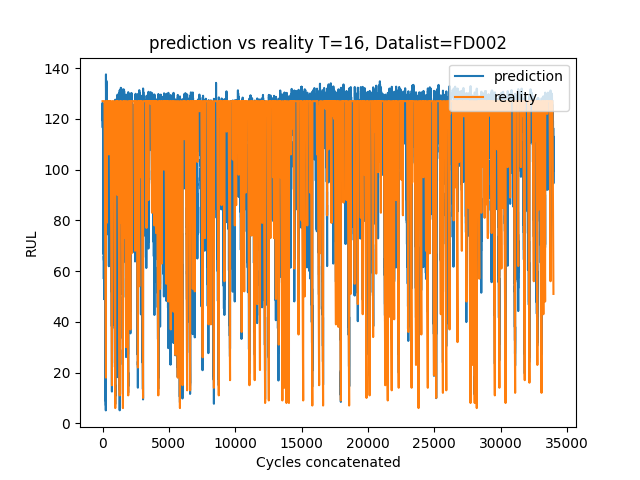 prediction vs reality T=16, Datalist=FD002
prediction
reality
140
120
100
80
60
40
20
0
RUL
0 5000 10000 15000 20000 25000 30000 35000
Cycles concatenated